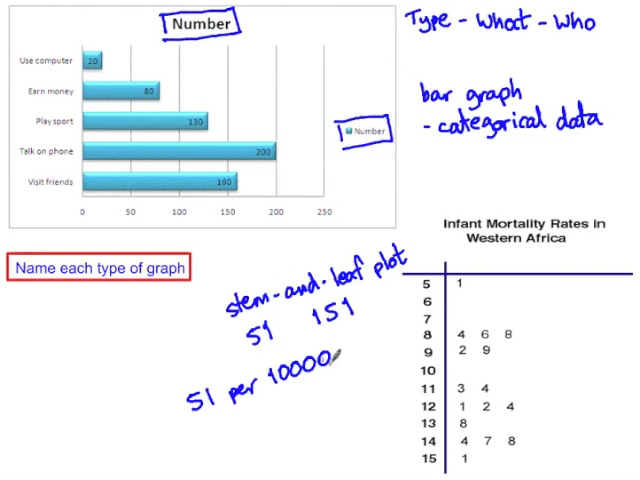 Number
Type - What - Who
Use computer 20
Earn money 80
Play sport 130
Talk on phone 200
Visit friends 160
0 50 100 150 200 250
Number
bar graph
- categorical data
Name each type of graph
stem-and-leaf plot
51 151
51 per 10000
Infant Mortality Rates in
Western Africa
5 1
6
7
8 4 6 8
9 2 9
10
11 3 4
12 1 2 4
13 8
14 4 7 8
15 1